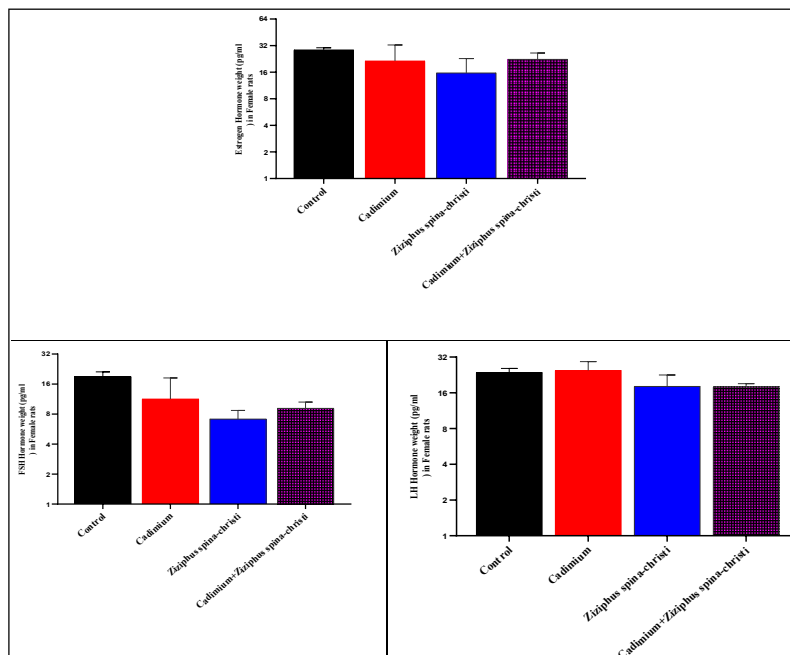 Estrogen Hormone weight (pg/ml
) in Female rats
64
32
16
8
4
2
1
Control
Cadimium
Ziziphus spina-christi
Cadimium+Ziziphus spina-christi
FSH Hormone weight (pg/ml
) in Female rats
32
16
8
4
2
1
Control
Cadimium
Ziziphus spina-christi
Cadimium+Ziziphus spina-christi
LH Hormone weight (pg/ml
) in Female rats
32
16
8
4
2
1
Control
Cadimium
Ziziphus spina-christi
Cadimium+Ziziphus spina-christi